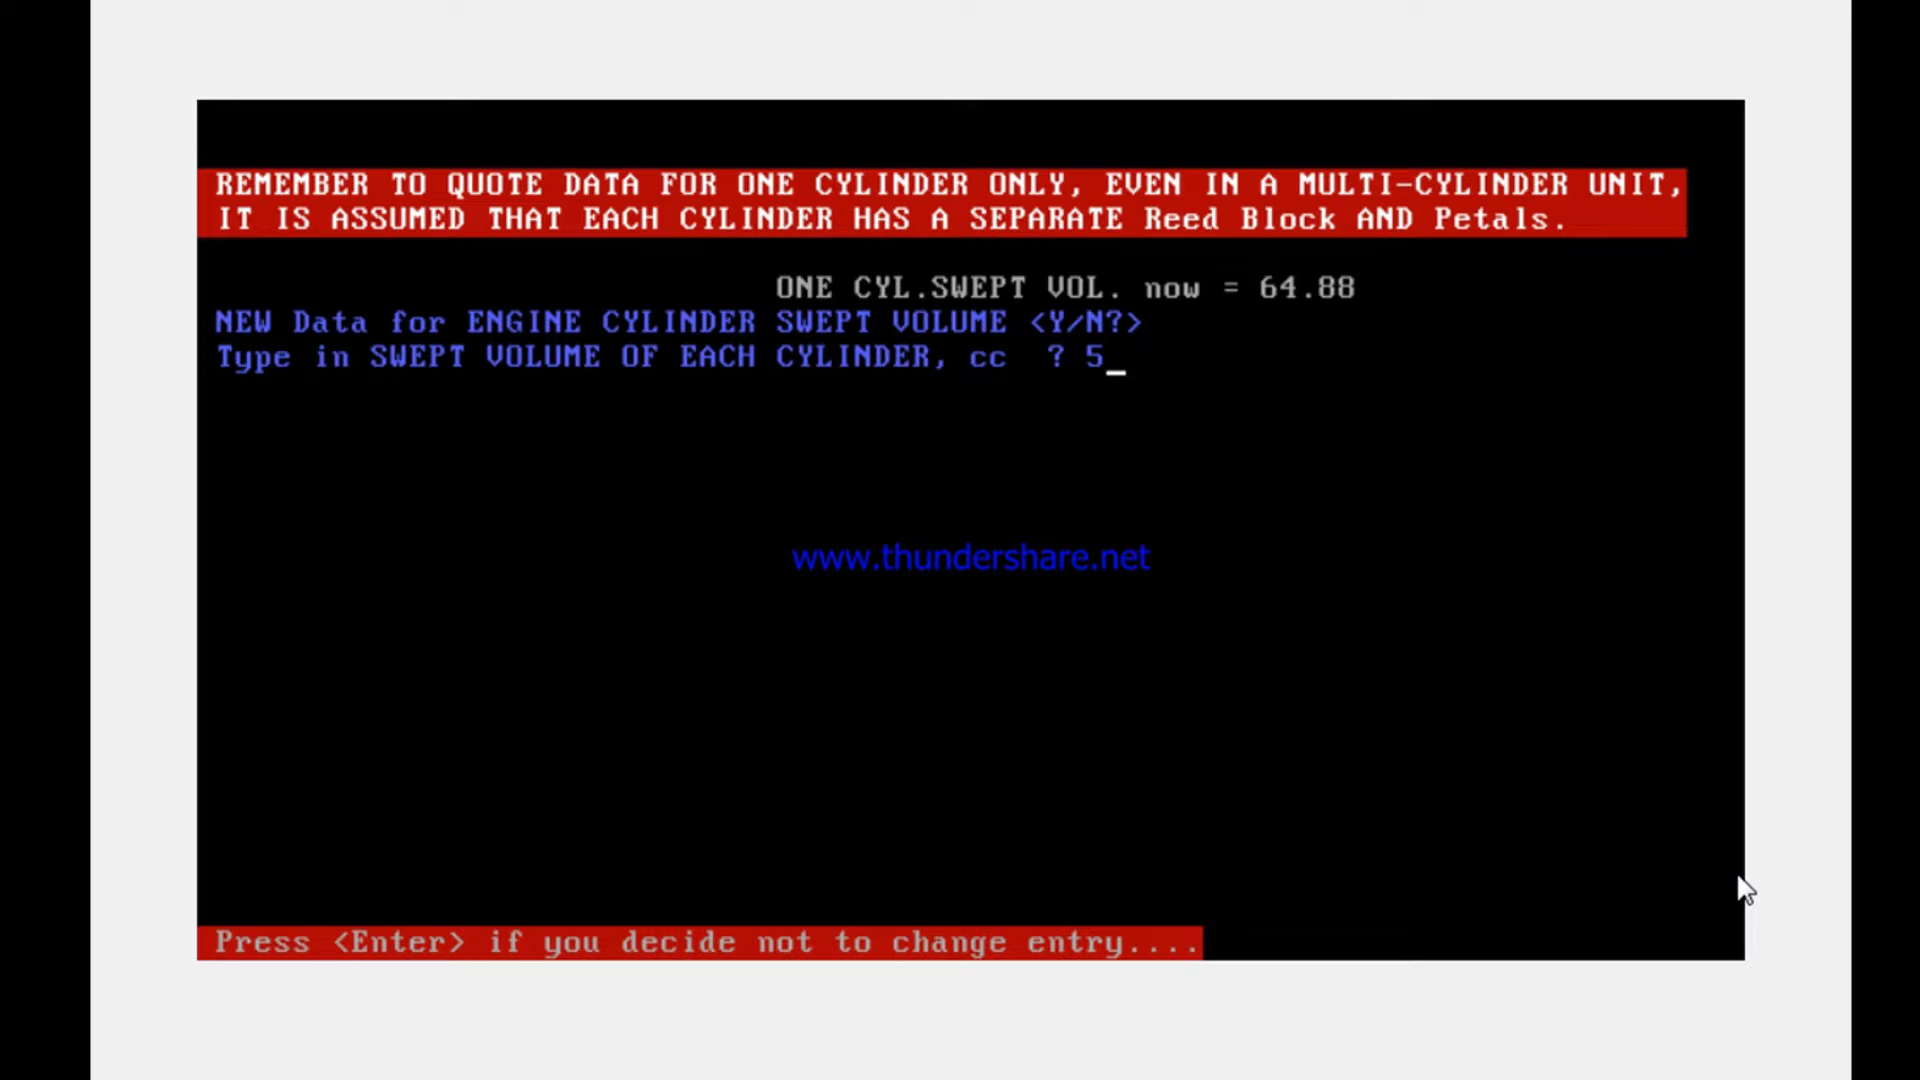 REMEMBER TO QUOTE DATA FOR ONE CYLINDER ONLY, EVEN IN A MULTI-CYLINDER UNIT,
IT IS ASSUMED THAT EACH CYLINDER HAS A SEPARATE Reed Block AND Petals.
ONE CYL.SWEPT VOL. now = 64.88
NEW Data for ENGINE CYLINDER SWEPT VOLUME <Y/N?>
Type in SWEPT VOLUME OF EACH CYLINDER, cc ? 5_
www.thundershare.net
Press <Enter> if you decide not to change entry....